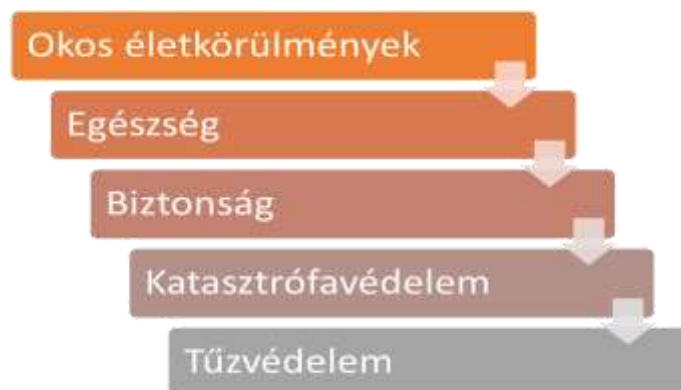 Okos életkörülmények
Egészség
Biztonság
Katasztrófavédelem
Tűzvédelem